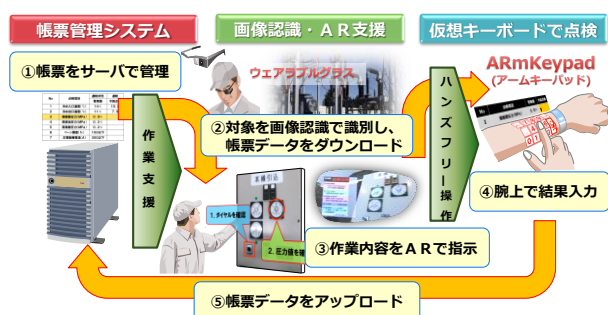 帳票管理システム
画像認識・ＡＲ支援
仮想キーボードで点検
①帳票をサーバで管理
ウェアラブルグラス
ARmKeypad
(アームキーパッド)
②対象を画像認識で識別し、
帳票データをダウンロード
作業支援
ハンズフリー操作
④腕上で結果入力
1. ダイヤルを確認
2. 圧力値を確
③作業内容をＡＲで指示
⑤帳票データをアップロード